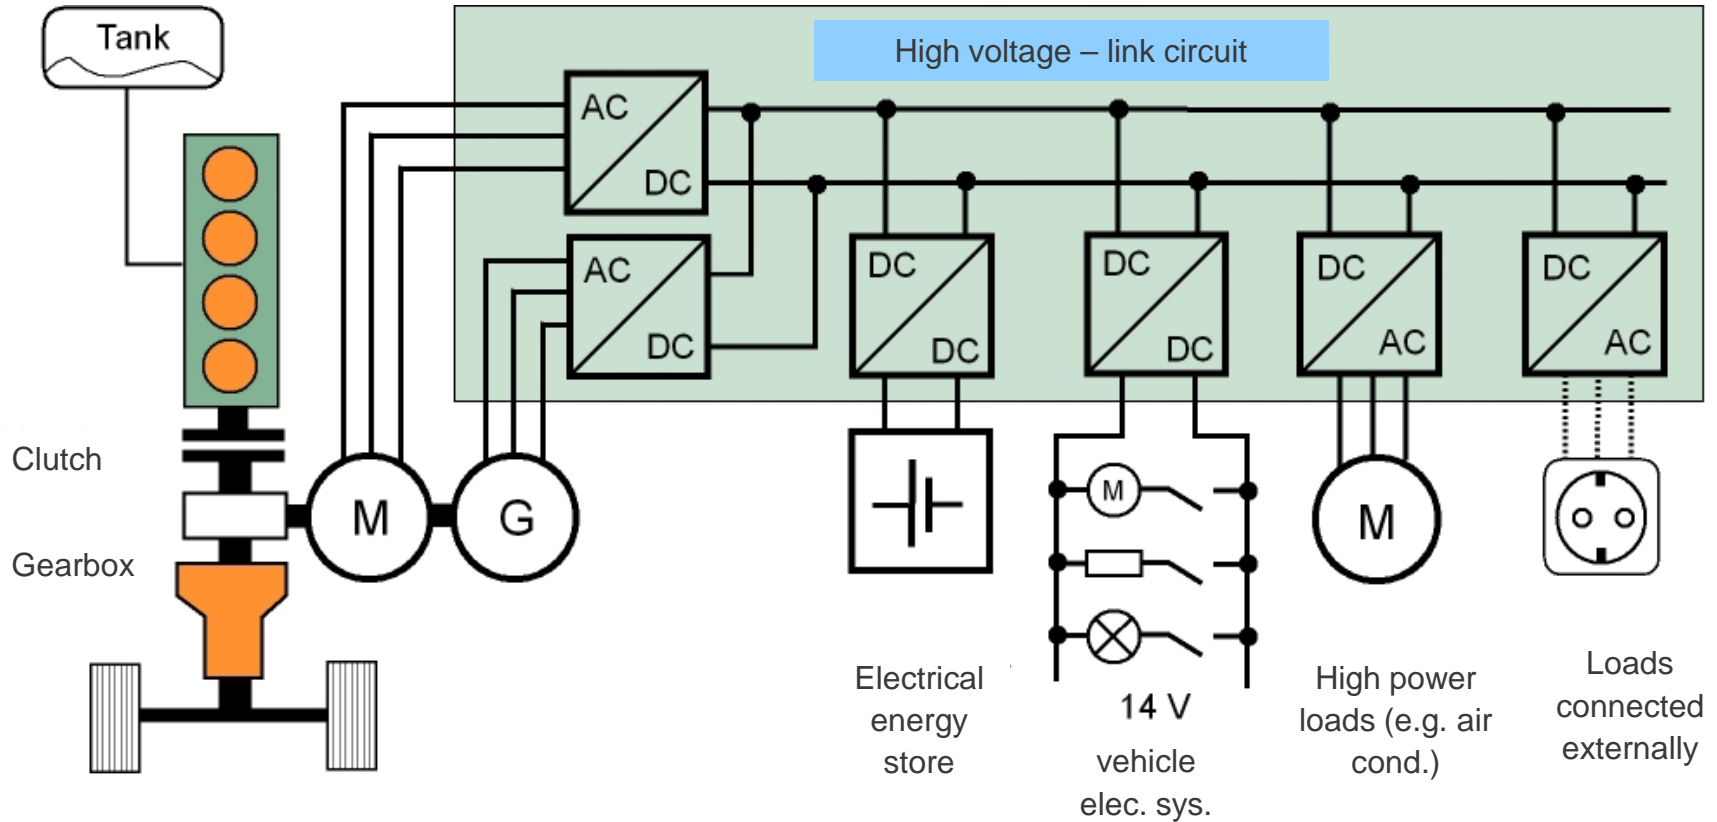 Tank
High voltage – link circuit
AC
DC
AC
DC
DC
DC
DC
DC
DC
AC
DC
AC
Clutch
Gearbox
M
G
M
M
Electrical
energy
store
14 V
vehicle
elec. sys.
High power
loads (e.g. air
cond.)
Loads
connected
externally